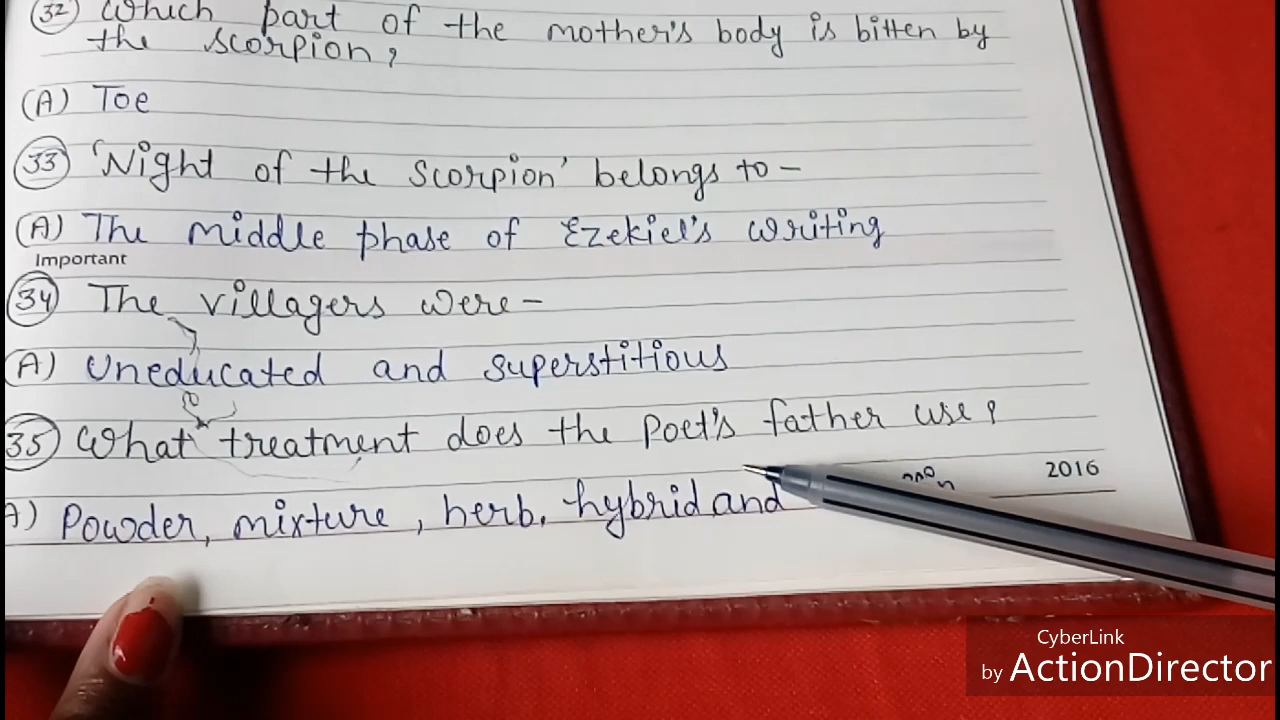 (32) Which part of the mother's body is bitten by
the scorpion?
(A) Toe
(33) 'Night of the Scorpion' belongs to –
(A) The middle phase of Ezekiel's writing
Important
(34) The villagers were –
(A) Uneducated and superstitious
(35) What treatment does the Poet's father use?
2016
A) Powder, mixture, herb, hybrid and
CyberLink
by ActionDirector